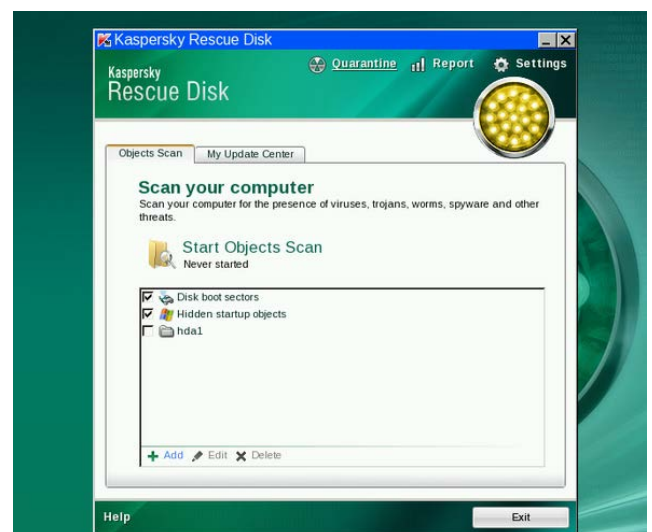 Kaspersky Rescue Disk
Quarantine Report Settings
Kaspersky
Rescue Disk
Objects Scan My Update Center
Scan your computer
Scan your computer for the presence of viruses, trojans, worms, spyware and other
threats.
Start Objects Scan
Never started
Disk boot sectors
Hidden startup objects
hda1
Add Edit Delete
Help Exit